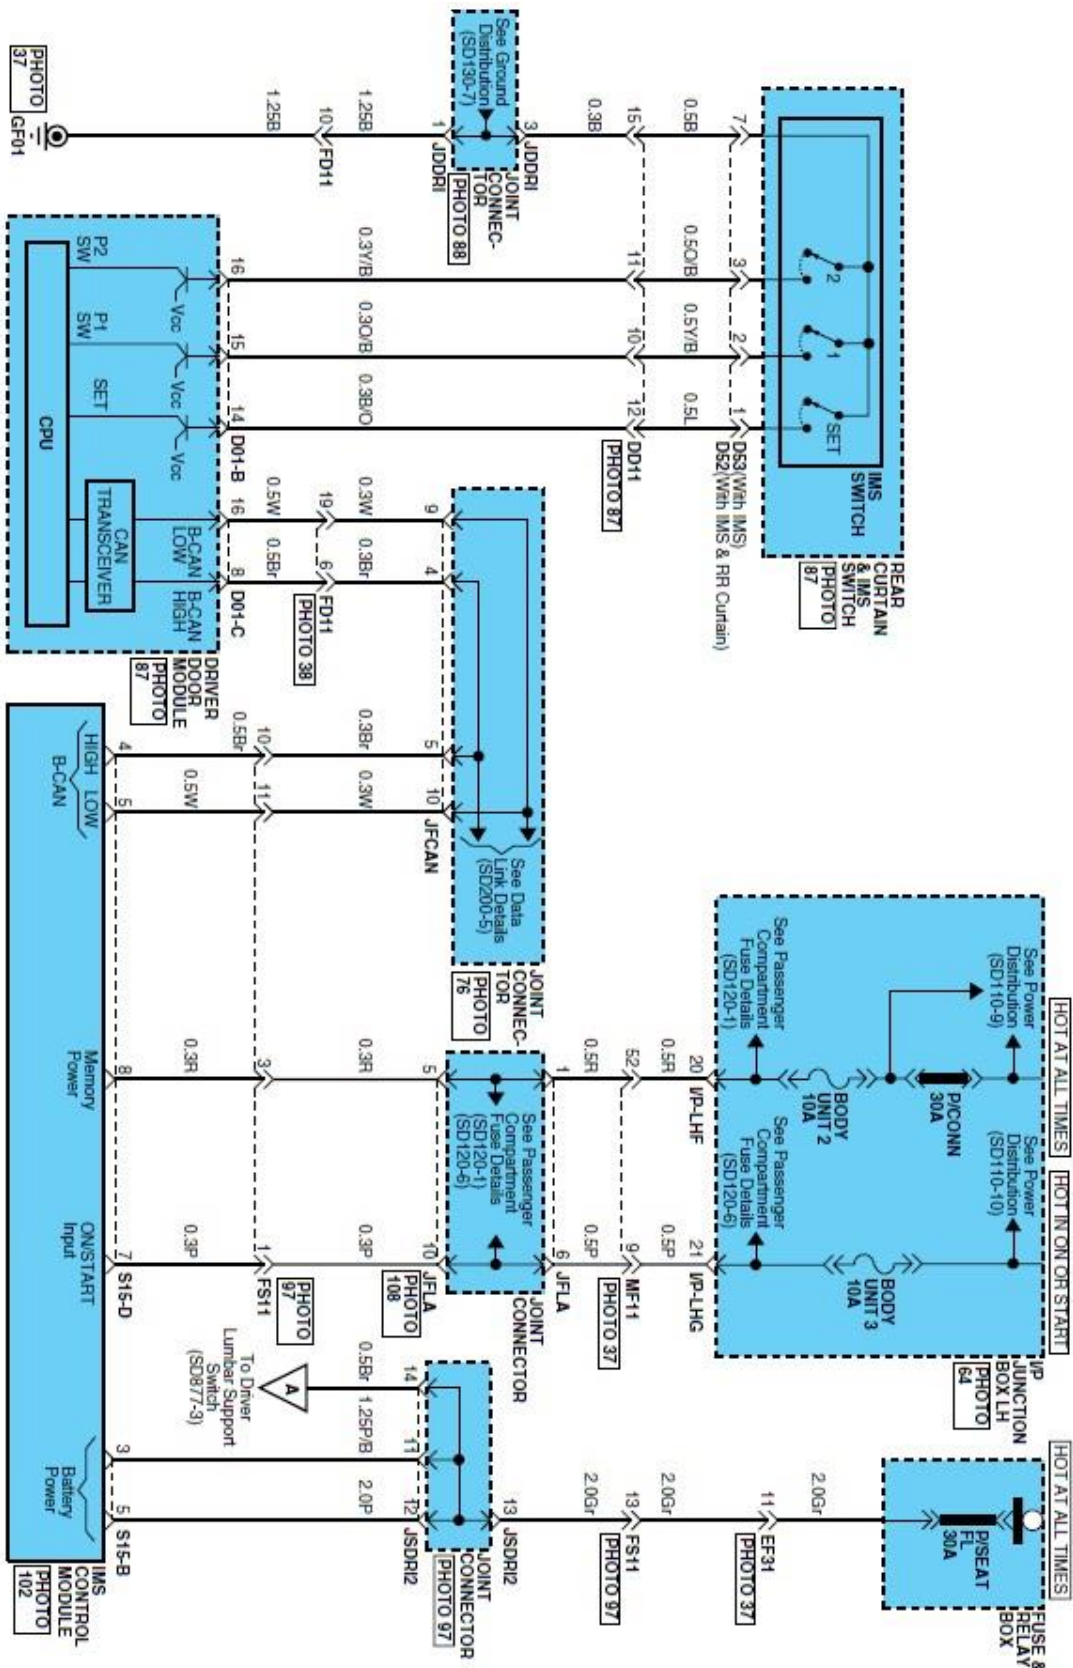 HOT AT ALL TIMES
HOT IN ON OR START
HOT AT ALL TIMES
See Power
Distribution
(SD110-9)
P/CONN
30A
See Power
Distribution
(SD110-10)
See Passenger
Compartment
Fuse Details
(SD120-1)
BODY
UNIT 2
10A
See Passenger
Compartment
Fuse Details
(SD120-6)
BODY
UNIT 3
10A
I/P
JUNCTION
BOX LH
PHOTO
64
P/SEAT
FL
30A
FUSE &
RELAY
BOX
SET
1
2
IMS
SWITCH
REAR
CURTAIN
& IMS
SWITCH
PHOTO
87
7
3
2
1
D53(With IMS)
D52(With IMS & RR Curtain)
0.5B
0.5O/B
0.5Y/B
0.5L
15
11
10
12
DD11
PHOTO 87
0.3B
3
JDDRI
JOINT
CONNEC-
TOR
PHOTO 88
See Ground
Distribution
(SD130-7)
1
JDDRI
1.25B
10
FD11
1.25B
GF01
PHOTO
37
0.3Y/B
0.3O/B
0.3B/O
16
15
14
D01-B
Vcc
Vcc
Vcc
P2
SW
P1
SW
SET
CPU
CAN
TRANSCEIVER
B-CAN
LOW
B-CAN
HIGH
16
8
D01-C
0.5W
0.5Br
19
6
FD11
PHOTO 38
0.3W
0.3Br
9
4
DRIVER
DOOR
MODULE
PHOTO
87
See Data
Link Details
(SD200-5)
JOINT
CONNEC-
TOR
PHOTO
76
5
10
JFCAN
0.3Br
0.3W
10
11
0.5Br
0.5W
4
5
HIGH
LOW
B-CAN
20
I/P-LHF
21
I/P-LHG
0.5R
0.5P
52
9
MF11
PHOTO 37
0.5R
0.5P
1
6
JFLA
JOINT
CONNECTOR
See Passenger
Compartment
Fuse Details
(SD120-1)
(SD120-6)
5
10
JFLA
PHOTO
108
0.3R
0.3P
3
1
FS11
PHOTO
97
0.3R
0.3P
8
7
S15-D
Memory
Power
ON/START
Input
2.0Gr
11
EF31
PHOTO 37
2.0Gr
13
FS11
PHOTO 97
2.0Gr
13
JSDRI2
JOINT
CONNECTOR
PHOTO 97
14
11
12
JSDRI2
0.5Br
1.25P/B
2.0P
A
To Driver
Lumbar Support
Switch
(SD877-3)
3
5
S15-B
Battery
Power
IMS
CONTROL
MODULE
PHOTO
102